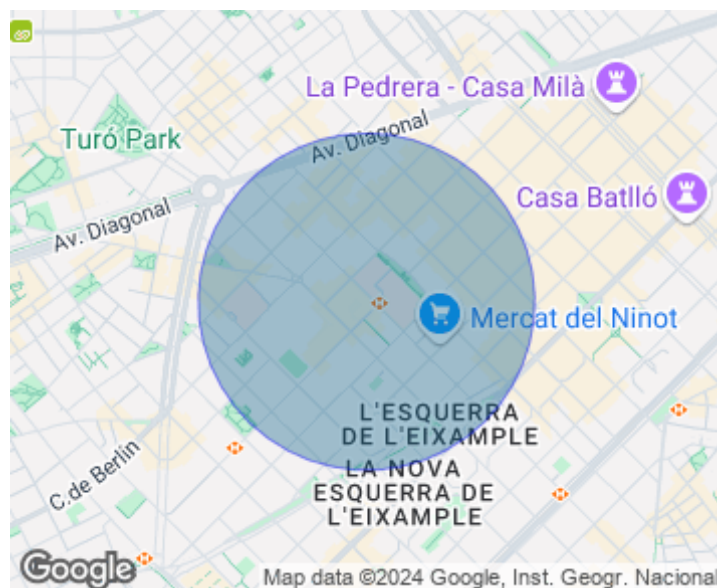 La Pedrera - Casa Milà
Turó Park
Av. Diagonal
Casa Batlló
Av. Diagonal
Mercat del Ninot
L'ESQUERRA
DE L'EIXAMPLE
C.de Berlín
LA NOVA
ESQUERRA DE
L'EIXAMPLE
Google
Map data ©2024 Google, Inst. Geogr. Nacional